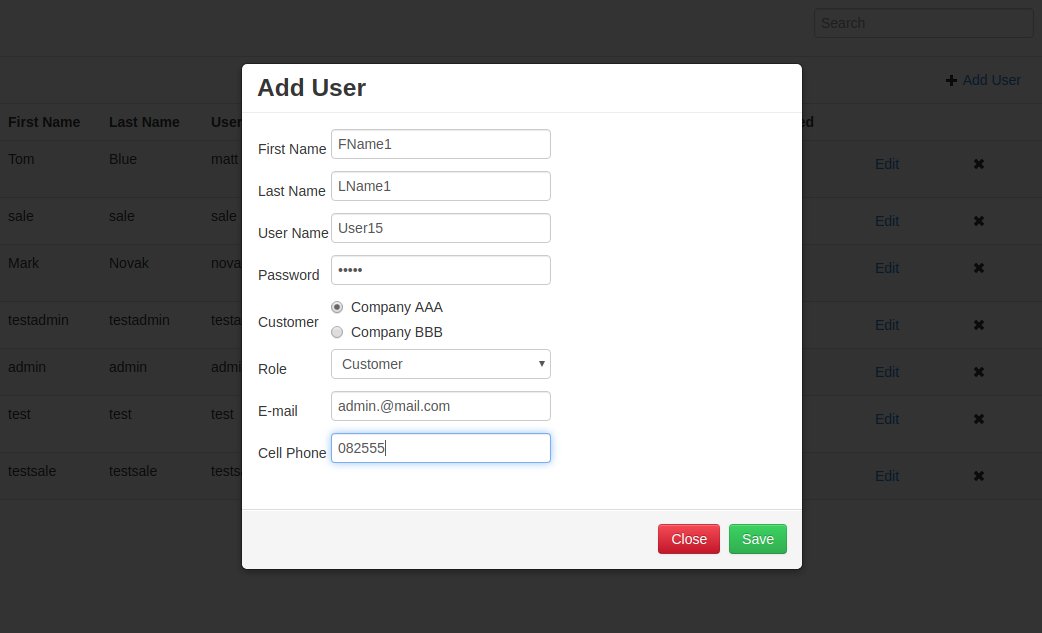 Search
Add User
First Name Last Name User ed
Tom Blue matt Edit
sale sale sale Edit
Mark Novak nova Edit
testadmin testadmin testa Edit
admin admin admi Edit
test test test Edit
testsale testsale tests Edit
Add User
First Name FName1
Last Name LName1
User Name User15
Password •••••
Customer
Company AAA
Company BBB
Role Customer
E-mail admin.@mail.com
Cell Phone 082555
Close Save